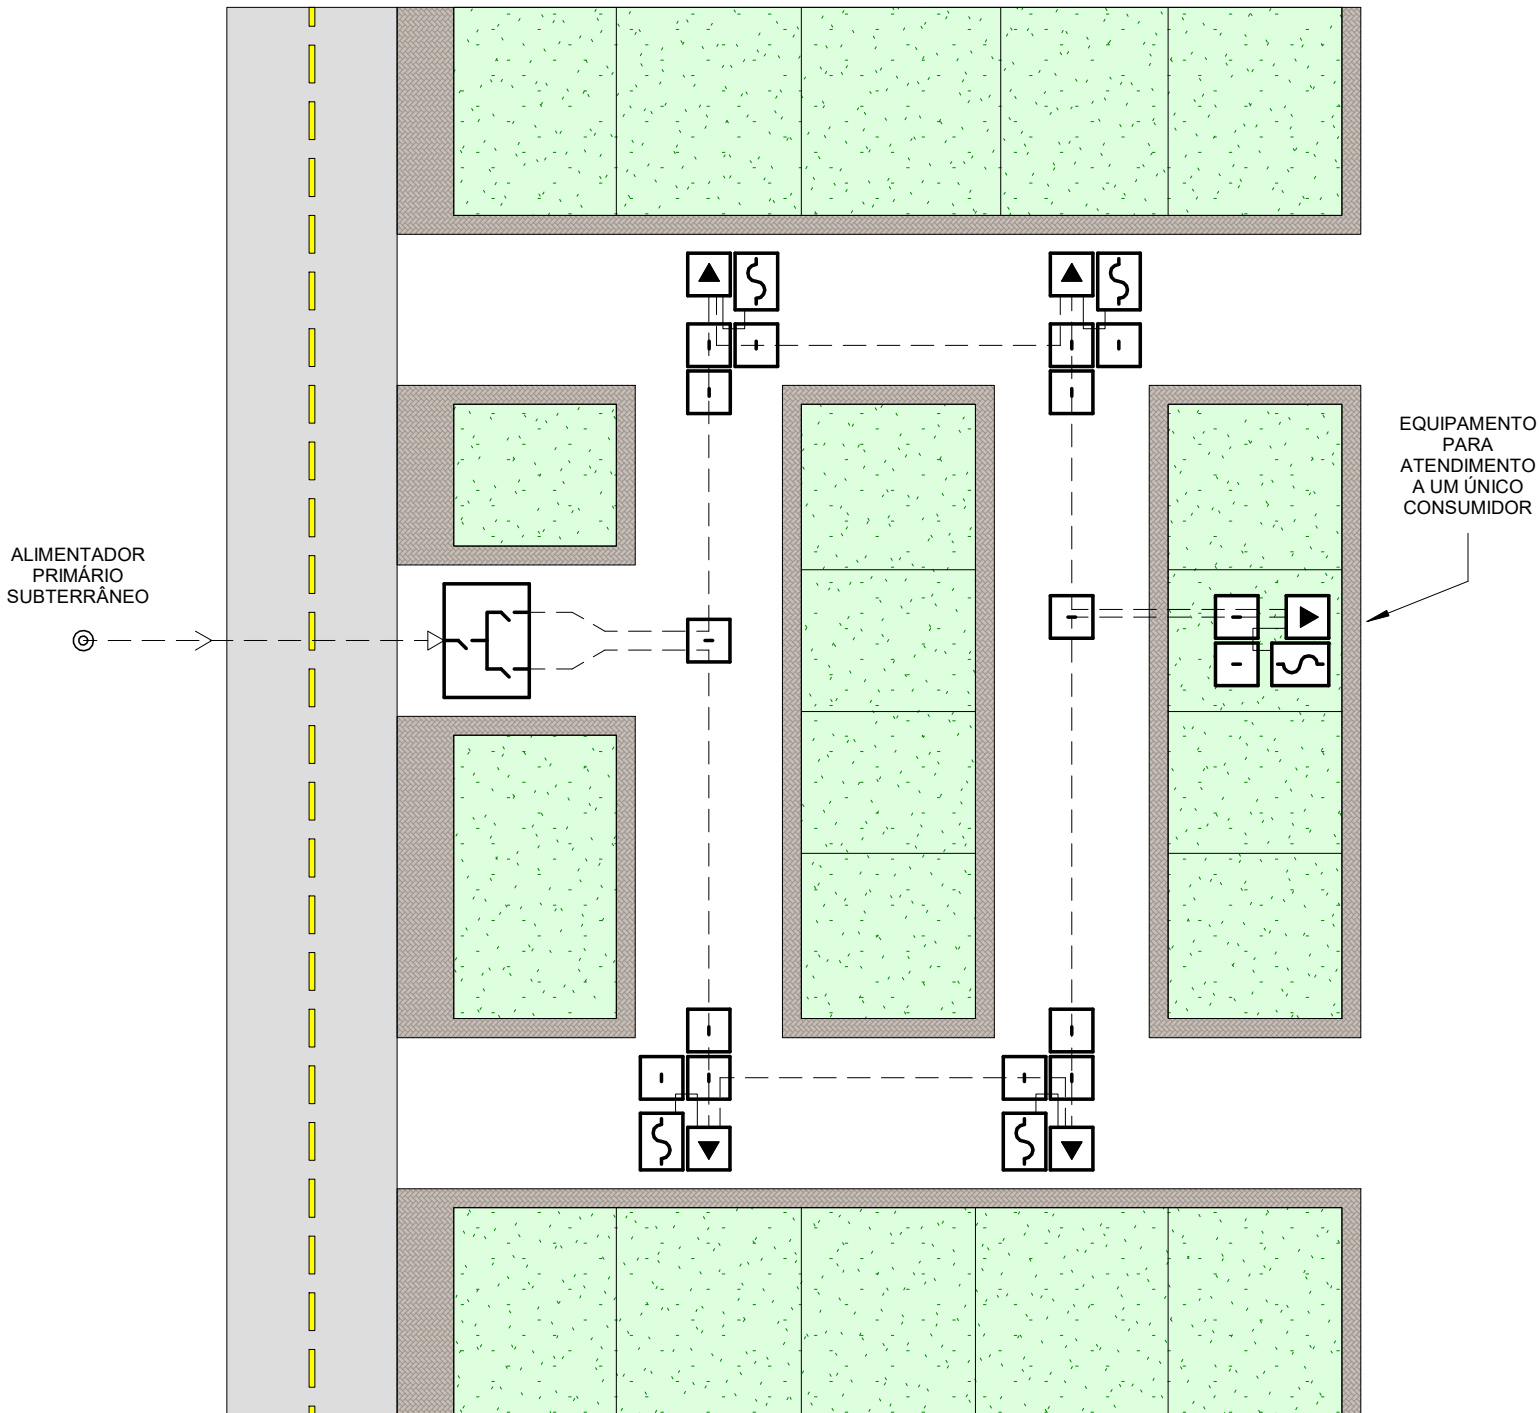 EQUIPAMENTO
PARA
ATENDIMENTO
A UM ÚNICO
CONSUMIDOR
ALIMENTADOR
PRIMÁRIO
SUBTERRÂNEO